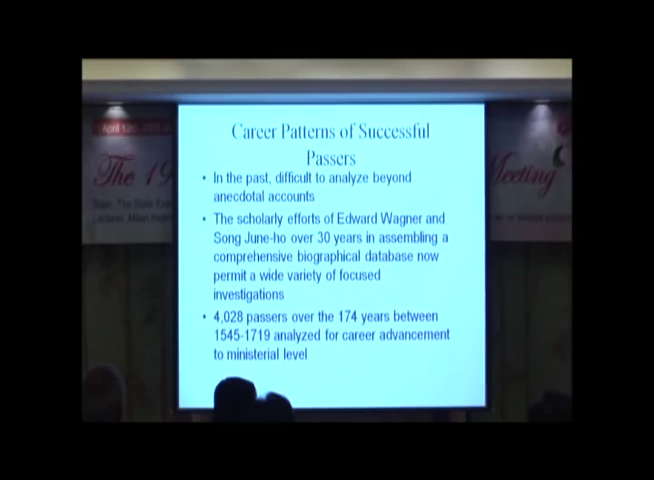 Career Patterns of Successful
Passers
• In the past, difficult to analyze beyond
anecdotal accounts
• The scholarly efforts of Edward Wagner and
Song June-ho over 30 years in assembling a
comprehensive biographical database now
permit a wide variety of focused
investigations
• 4,028 passers over the 174 years between
1545-1719 analyzed for career advancement
to ministerial level
April
The 19
Meeting